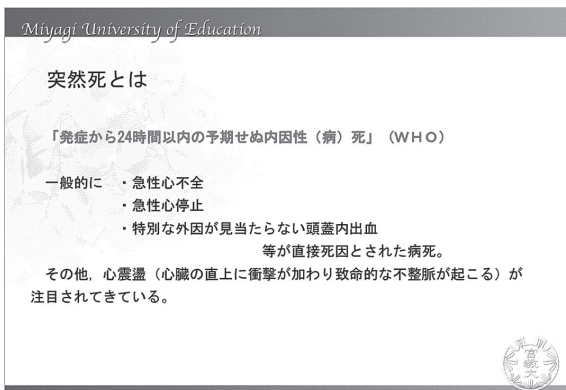 Miyagi University of Education
突然死とは
「発症から24時間以内の予期せぬ内因性（病）死」（ＷＨＯ）
一般的に　・急性心不全
・急性心停止
・特別な外因が見当たらない頭蓋内出血
等が直接死因とされた病死。
その他，心震盪（心臓の直上に衝撃が加わり致命的な不整脈が起こる）が
注目されてきている。
宮教大